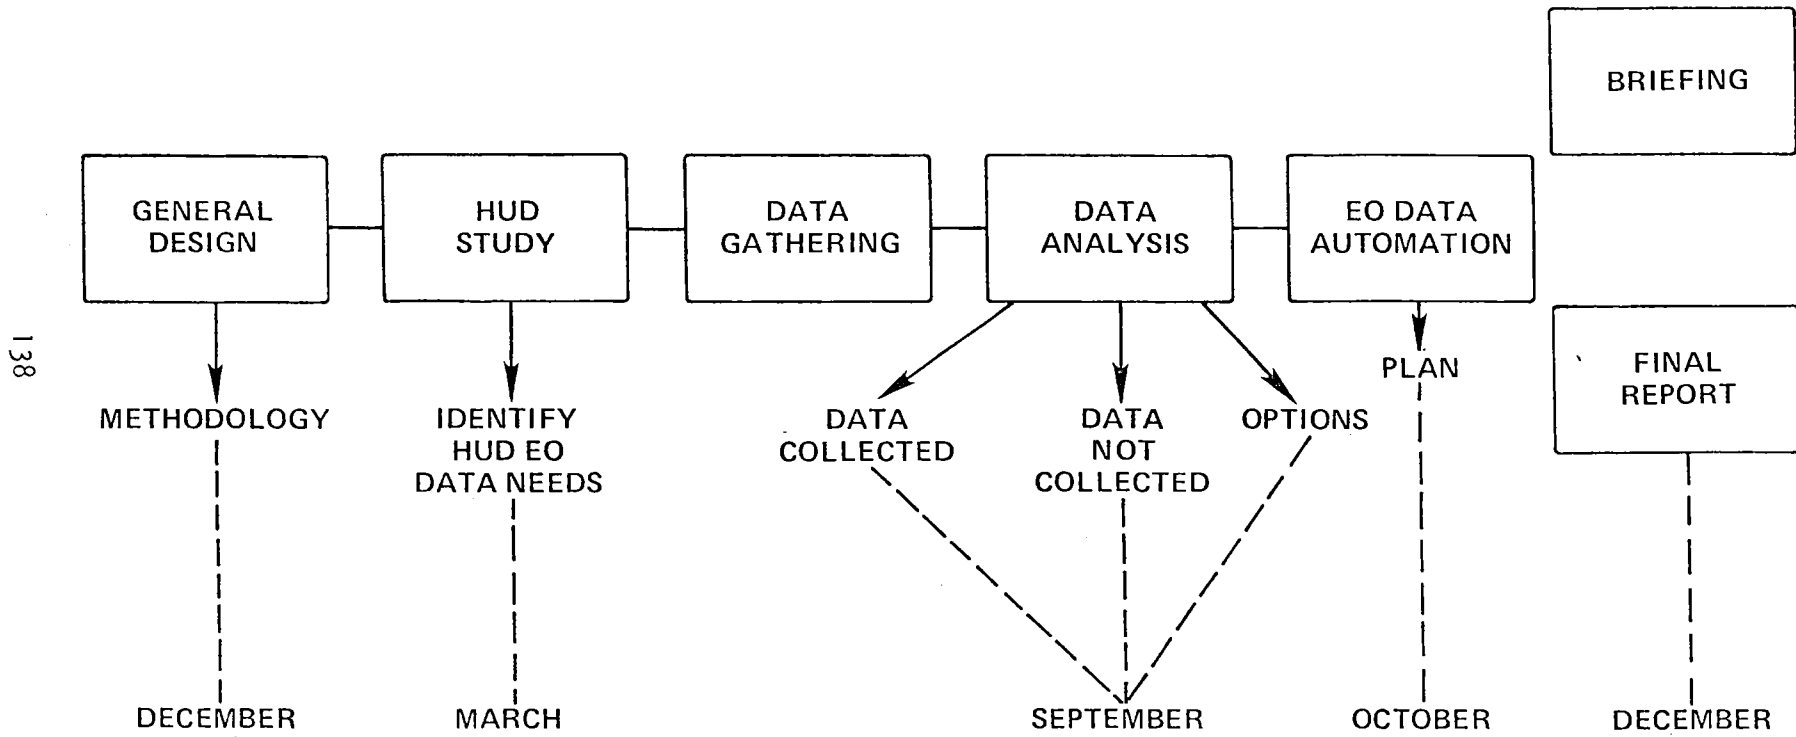 BRIEFING
GENERAL
DESIGN
HUD
STUDY
DATA
GATHERING
DATA
ANALYSIS
EO DATA
AUTOMATION
FINAL
REPORT
138
METHODOLOGY
IDENTIFY
HUD EO
DATA NEEDS
DATA
COLLECTED
DATA
NOT
COLLECTED
OPTIONS
PLAN
DECEMBER
MARCH
SEPTEMBER
OCTOBER
DECEMBER